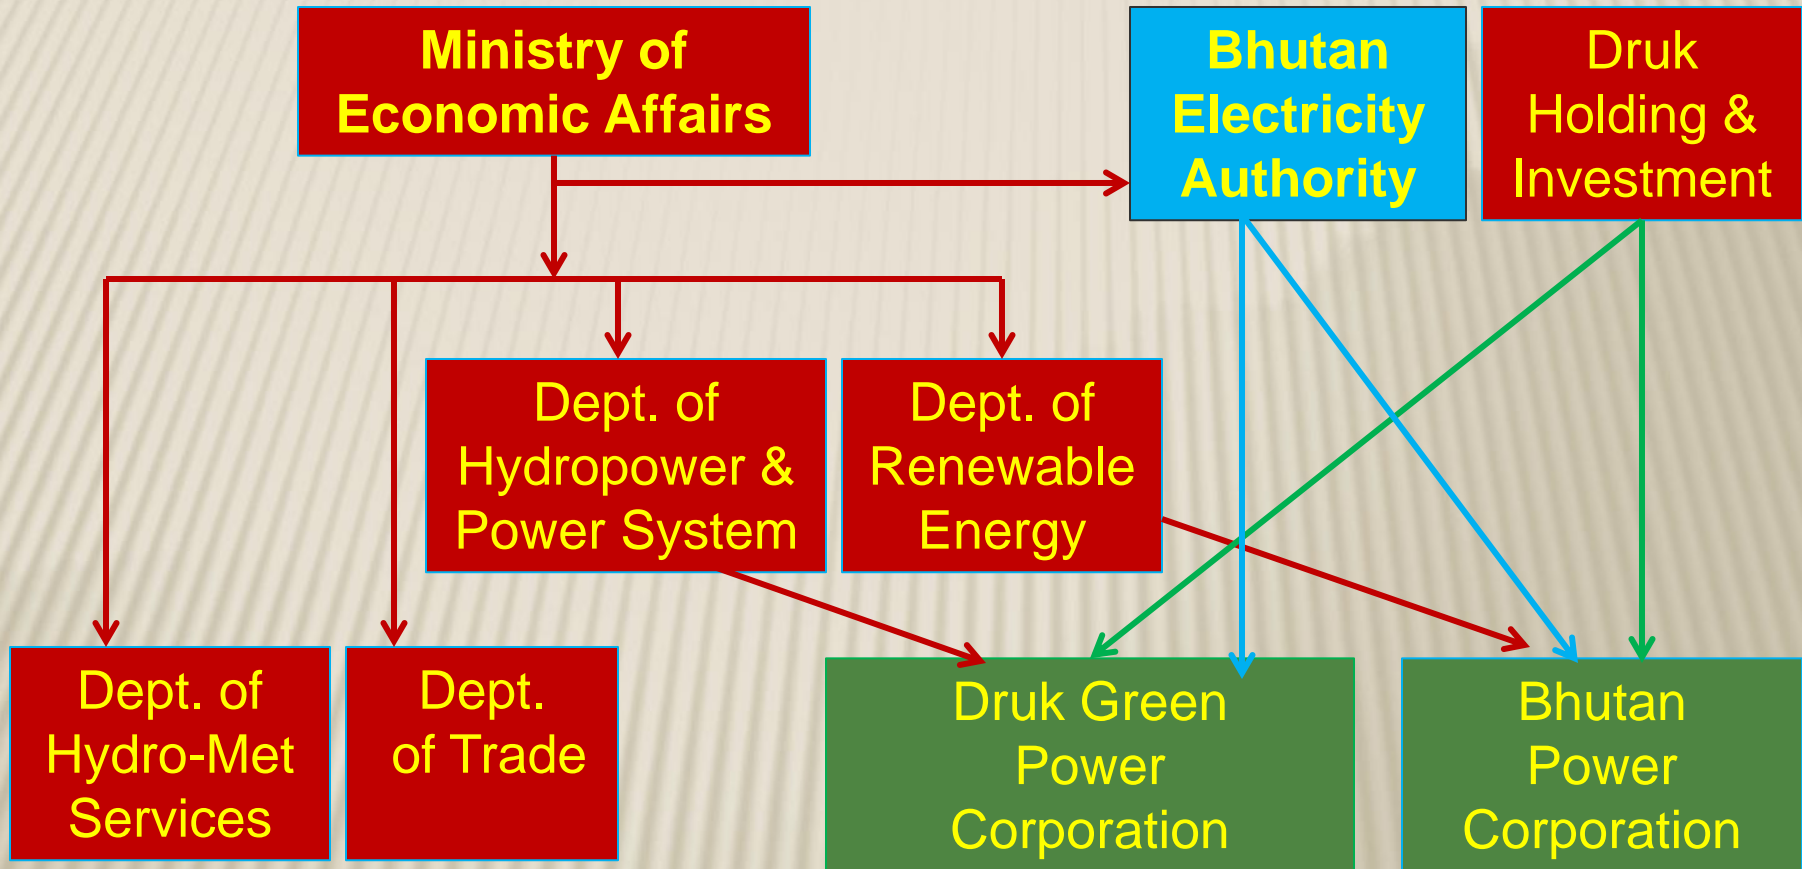 Ministry of
Economic Affairs
Bhutan
Electricity
Authority
Druk
Holding &
Investment
Dept. of
Hydropower &
Power System
Dept. of
Renewable
Energy
Dept. of
Hydro-Met
Services
Dept.
of Trade
Druk Green
Power
Corporation
Bhutan
Power
Corporation